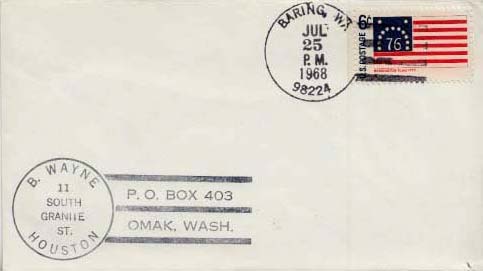 BARING, WA
JUL
25
P. M.
1968
98224
6¢
U.S. POSTAGE
76
B. WAYNE
11
SOUTH
GRANITE
ST.
HOUSTON
P. O. BOX 403
OMAK, WASH.